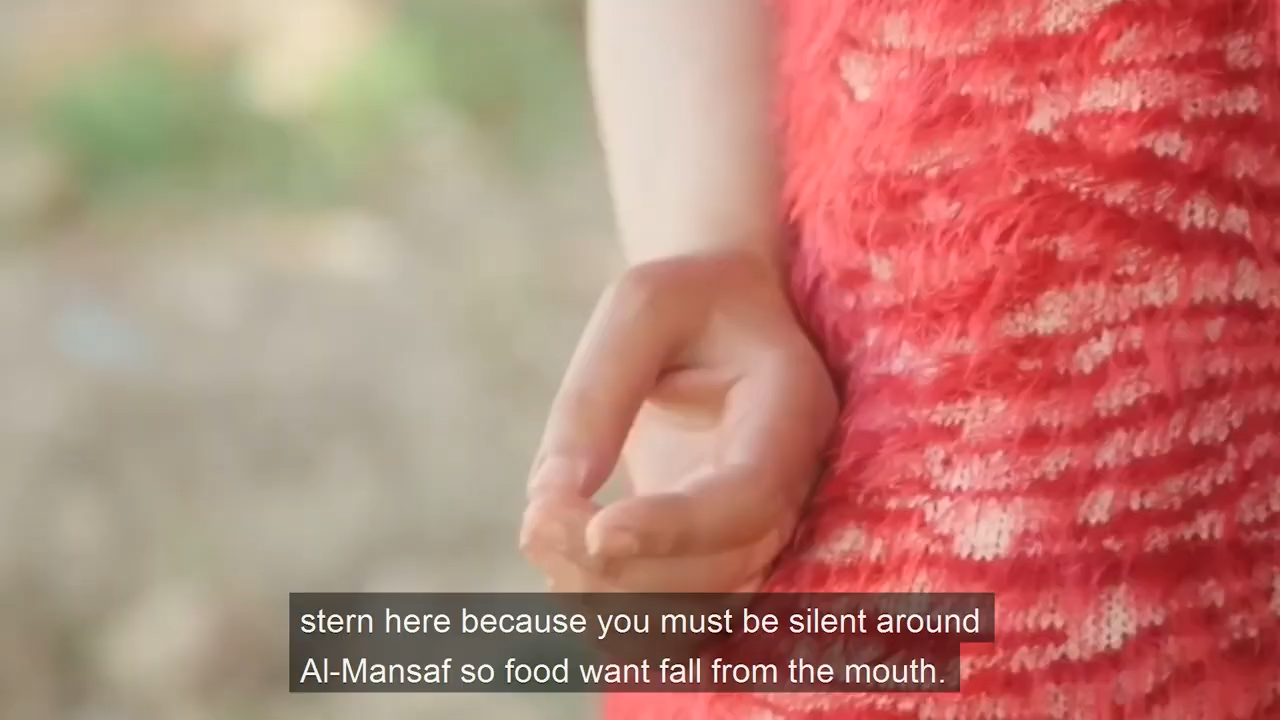 stern here because you must be silent around
Al-Mansaf so food want fall from the mouth.